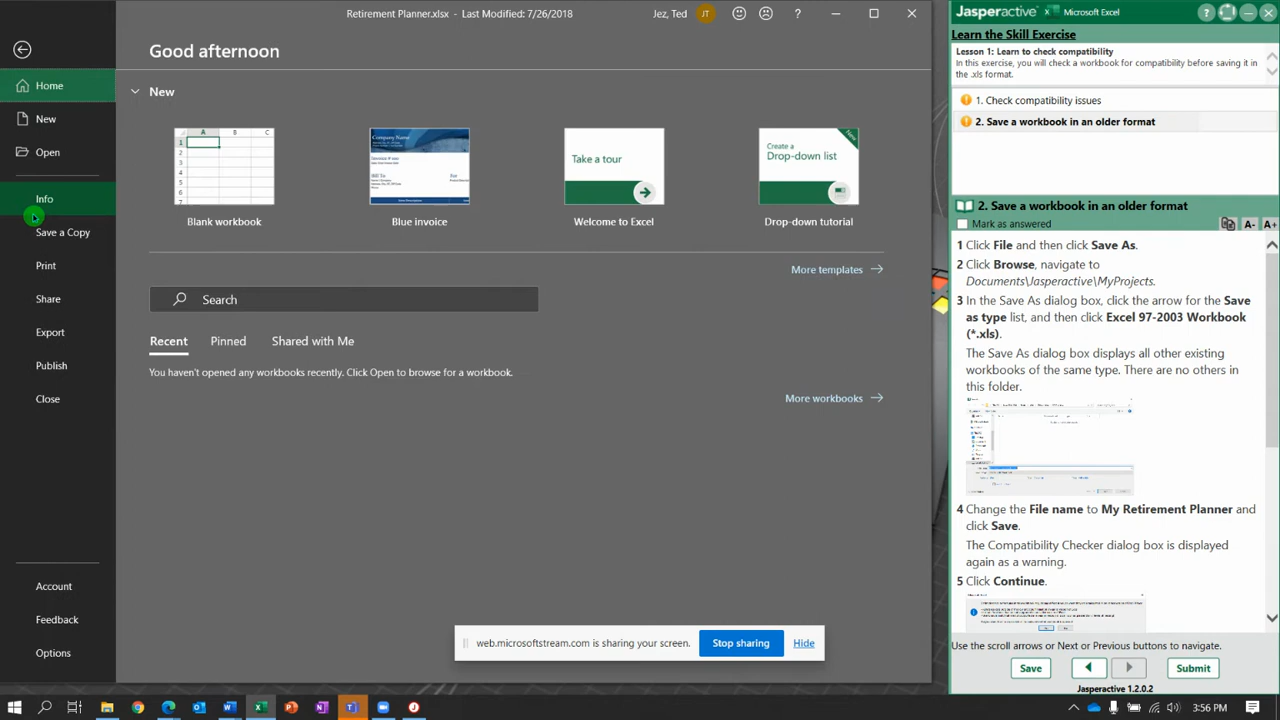 Retirement Planner.xlsx - Last Modified: 7/26/2018
Jez, Ted
JT
?
Home
New
Open
Info
Save a Copy
Print
Share
Export
Publish
Close
Account
Feedback
Options
Good afternoon
New
A B C
1
2
3
4
5
6
7
Company Name
Take a tour
Create a
Drop-down list
New
Blank workbook
Blue invoice
Welcome to Excel
Drop-down tutorial
More templates
Search
Recent
Pinned
Shared with Me
You haven't opened any workbooks recently. Click Open to browse for a workbook.
More workbooks
web.microsoftstream.com is sharing your screen.
Stop sharing
Hide
Jasperactive
Microsoft Excel
?
Learn the Skill Exercise
Lesson 1: Learn to check compatibility
In this exercise, you will check a workbook for compatibility before saving it in
the .xls format.
1. Check compatibility issues
2. Save a workbook in an older format
2. Save a workbook in an older format
Mark as answered
A-
A+
1 Click File and then click Save As.
2 Click Browse, navigate to
Documents\Jasperactive\MyProjects.
3 In the Save As dialog box, click the arrow for the Save
as type list, and then click Excel 97-2003 Workbook
(*.xls).
The Save As dialog box displays all other existing
workbooks of the same type. There are no others in
this folder.
4 Change the File name to My Retirement Planner and
click Save.
The Compatibility Checker dialog box is displayed
again as a warning.
5 Click Continue.
Use the scroll arrows or Next or Previous buttons to navigate.
Save
Submit
Jasperactive 1.2.0.2
3:56 PM